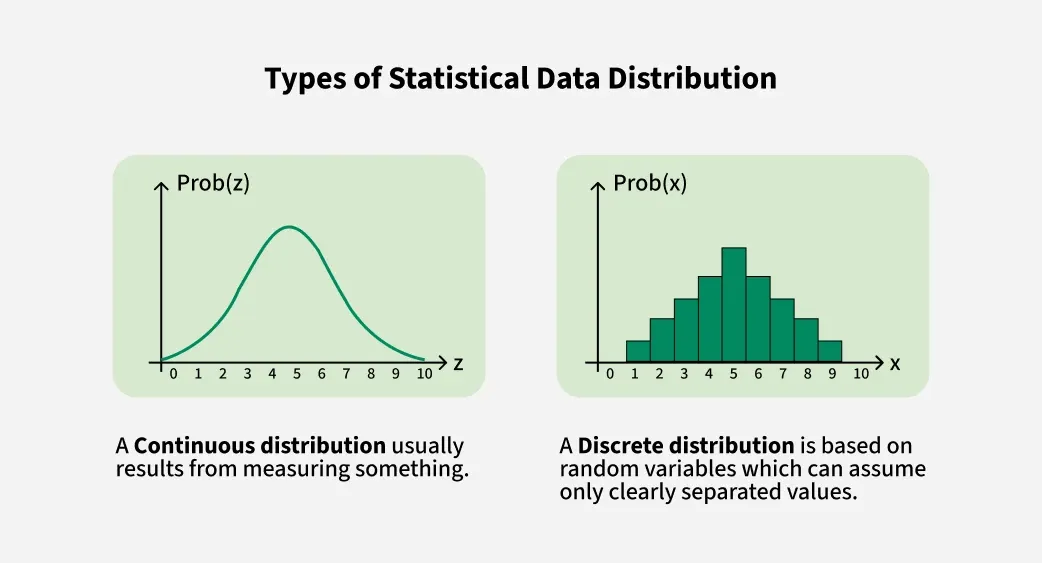 Types of Statistical Data Distribution
Prob(z)
0 1 2 3 4 5 6 7 8 9 10 z
A Continuous distribution usually
results from measuring something.
Prob(x)
0 1 2 3 4 5 6 7 8 9 10 x
A Discrete distribution is based on
random variables which can assume
only clearly separated values.